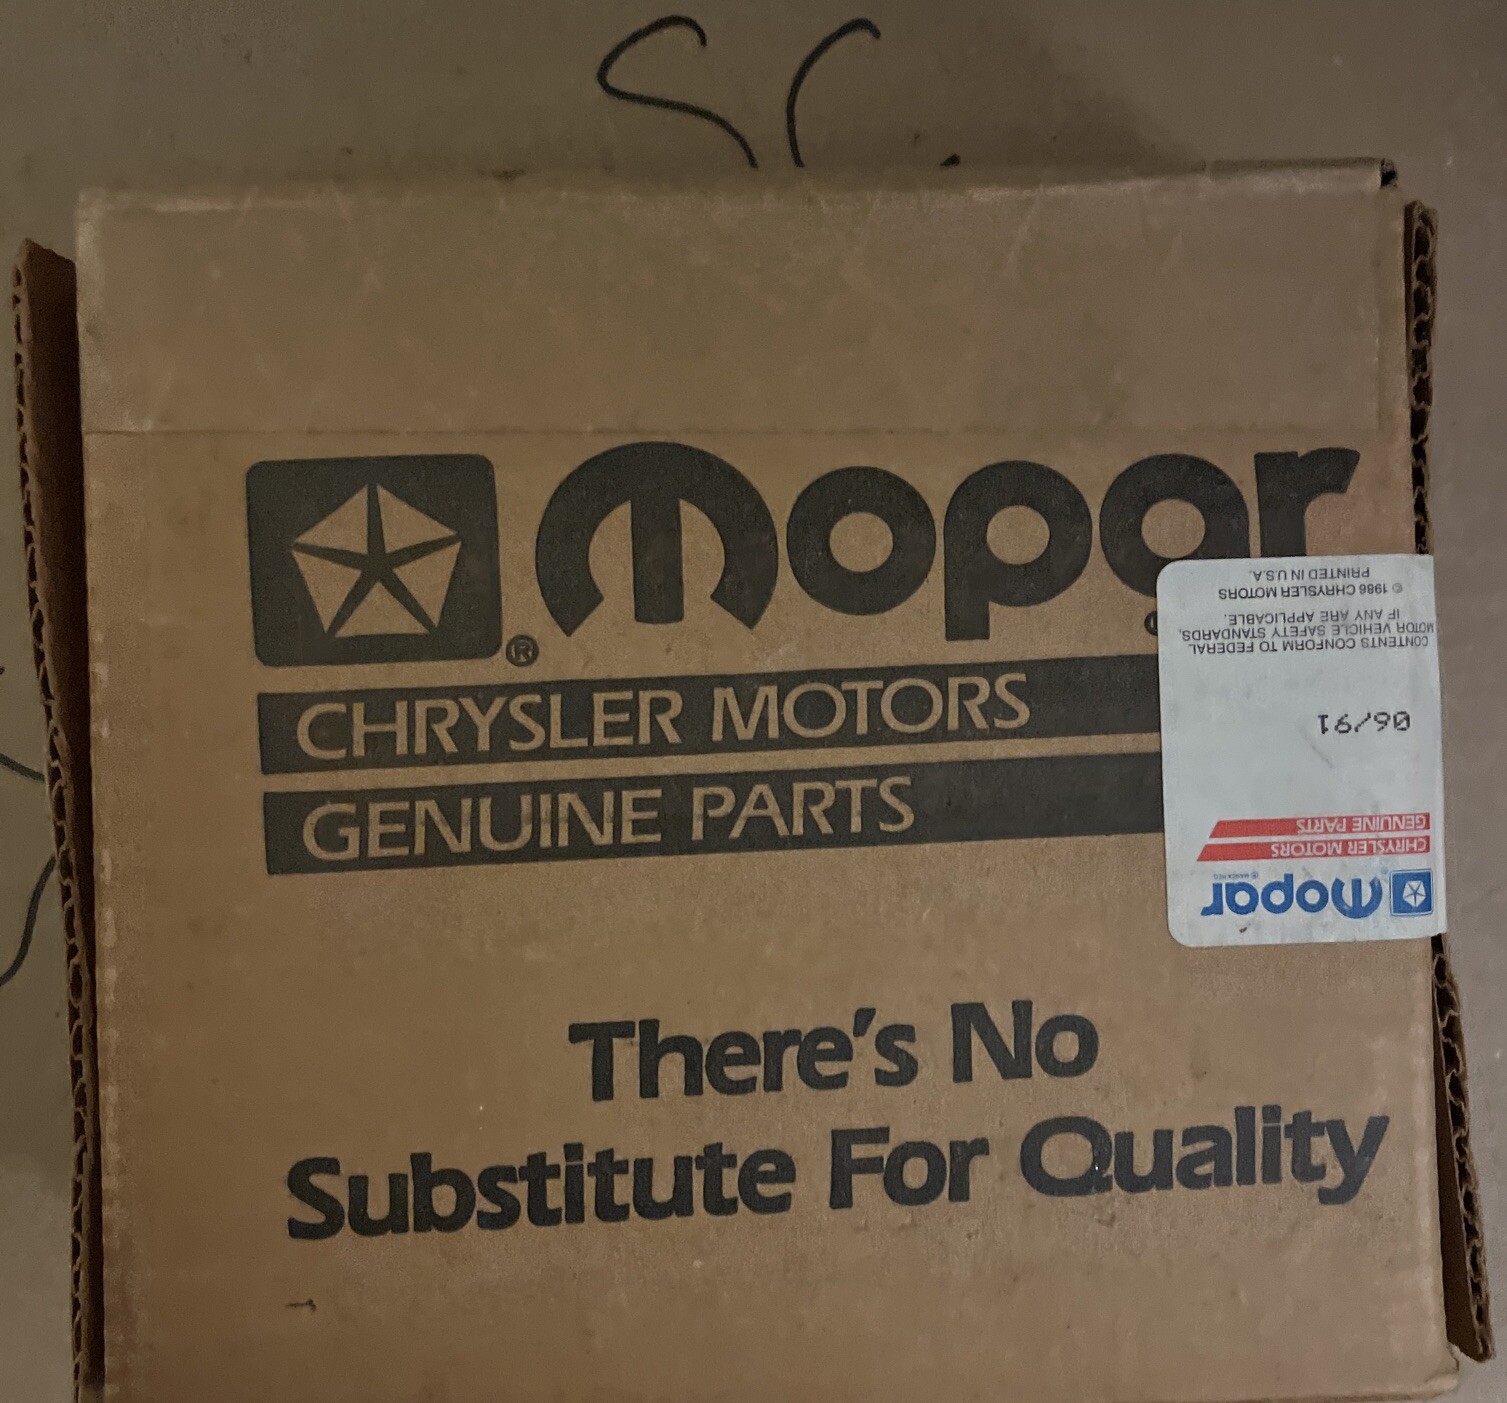 Mopar
®
CHRYSLER MOTORS
GENUINE PARTS
There's No
Substitute For Quality
Mopar
CHRYSLER MOTORS
GENUINE PARTS
06/91
CONTENTS CONFORM TO FEDERAL
MOTOR VEHICLE SAFETY STANDARDS,
IF ANY ARE APPLICABLE.
© 1986 CHRYSLER MOTORS
PRINTED IN U.S.A.